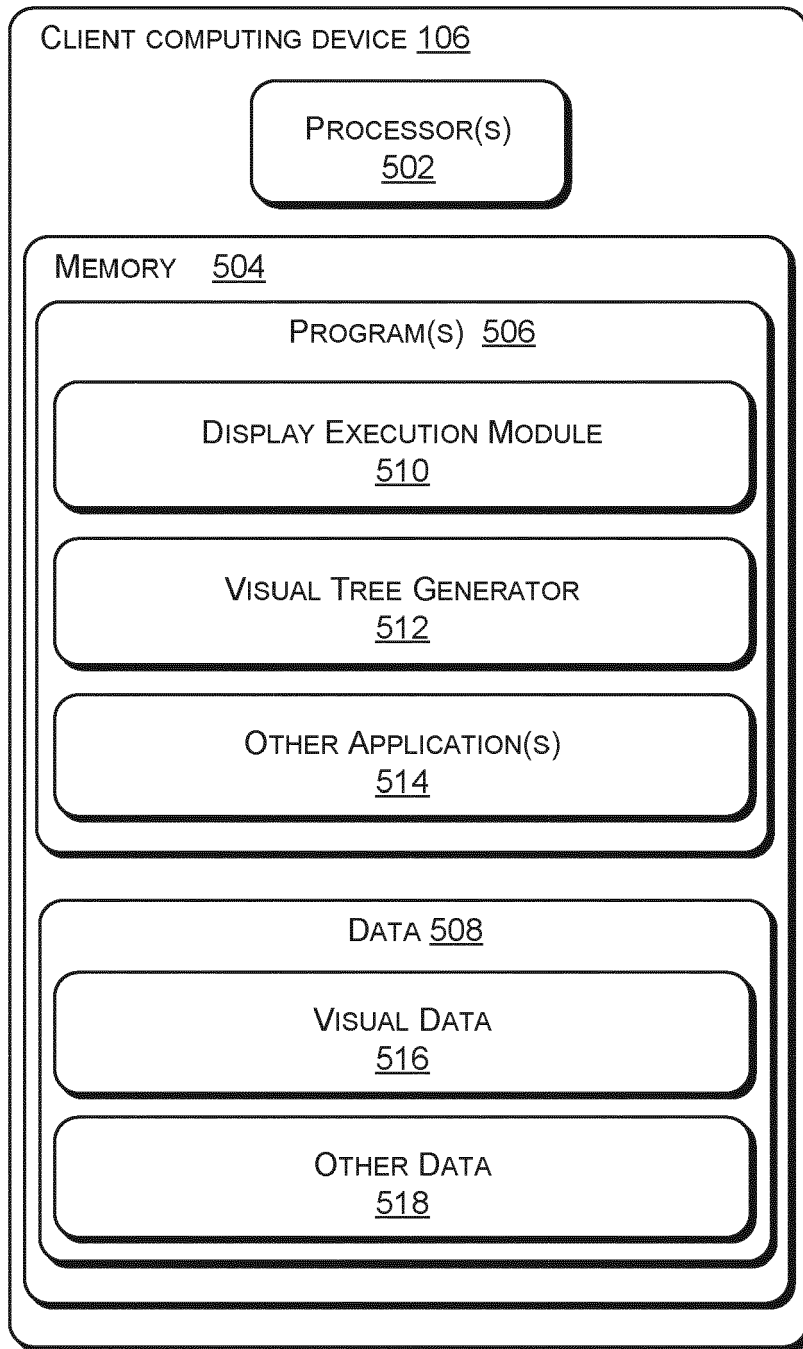 CLIENT COMPUTING DEVICE 106
PROCESSOR(S)
502
MEMORY 504
PROGRAM(S) 506
DISPLAY EXECUTION MODULE
510
VISUAL TREE GENERATOR
512
OTHER APPLICATION(S)
514
DATA 508
VISUAL DATA
516
OTHER DATA
518